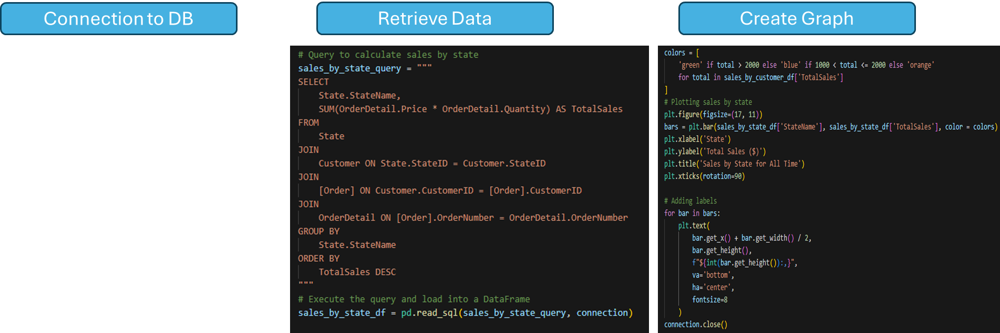 Connection to DB
Retrieve Data
Create Graph
# Query to calculate sales by state
sales_by_state_query = """
SELECT
State.StateName,
SUM(OrderDetail.Price * OrderDetail.Quantity) AS TotalSales
FROM
State
JOIN
Customer ON State.StateID = Customer.StateID
JOIN
[Order] ON Customer.CustomerID = [Order].CustomerID
JOIN
OrderDetail ON [Order].OrderNumber = OrderDetail.OrderNumber
GROUP BY
State.StateName
ORDER BY
TotalSales DESC
"""
# Execute the query and load into a DataFrame
sales_by_state_df = pd.read_sql(sales_by_state_query, connection)
colors = [
'green' if total > 2000 else 'blue' if 1000 < total <= 2000 else 'orange'
for total in sales_by_customer_df['TotalSales']
]
# Plotting sales by state
plt.figure(figsize=(17, 11))
bars = plt.bar(sales_by_state_df['StateName'], sales_by_state_df['TotalSales'], color = colors)
plt.xlabel('State')
plt.ylabel('Total Sales ($)')
plt.title('Sales by State for All Time')
plt.xticks(rotation=90)
# Adding labels
for bar in bars:
plt.text(
bar.get_x() + bar.get_width() / 2,
bar.get_height(),
f"${int(bar.get_height()):,}",
va='bottom',
ha='center',
fontsize=8
)
connection.close()